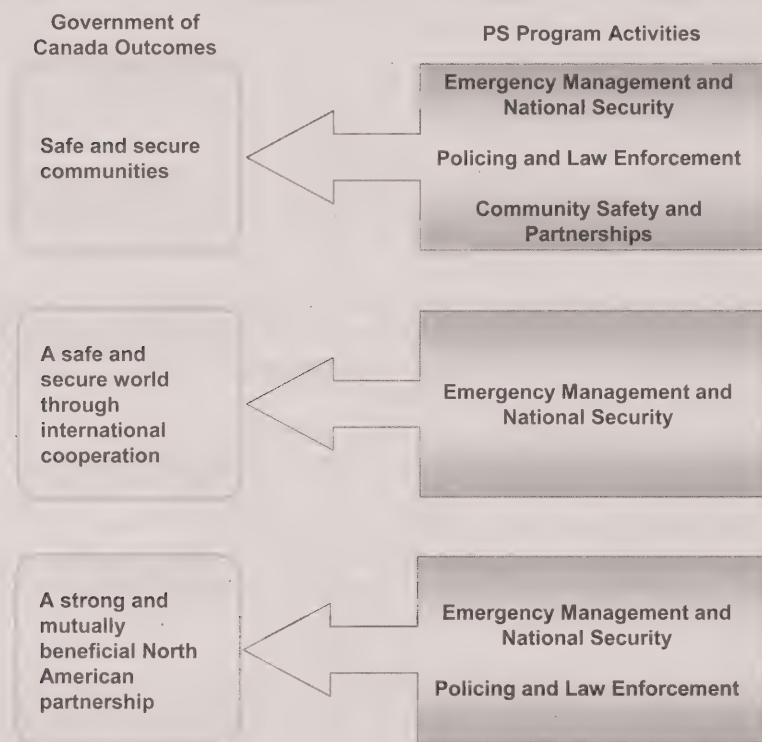 Government of
Canada Outcomes
PS Program Activities
Safe and secure
communities
Emergency Management and
National Security
Policing and Law Enforcement
Community Safety and
Partnerships
A safe and
secure world
through
international
cooperation
Emergency Management and
National Security
A strong and
mutually
beneficial North
American
partnership
Emergency Management and
National Security
Policing and Law Enforcement